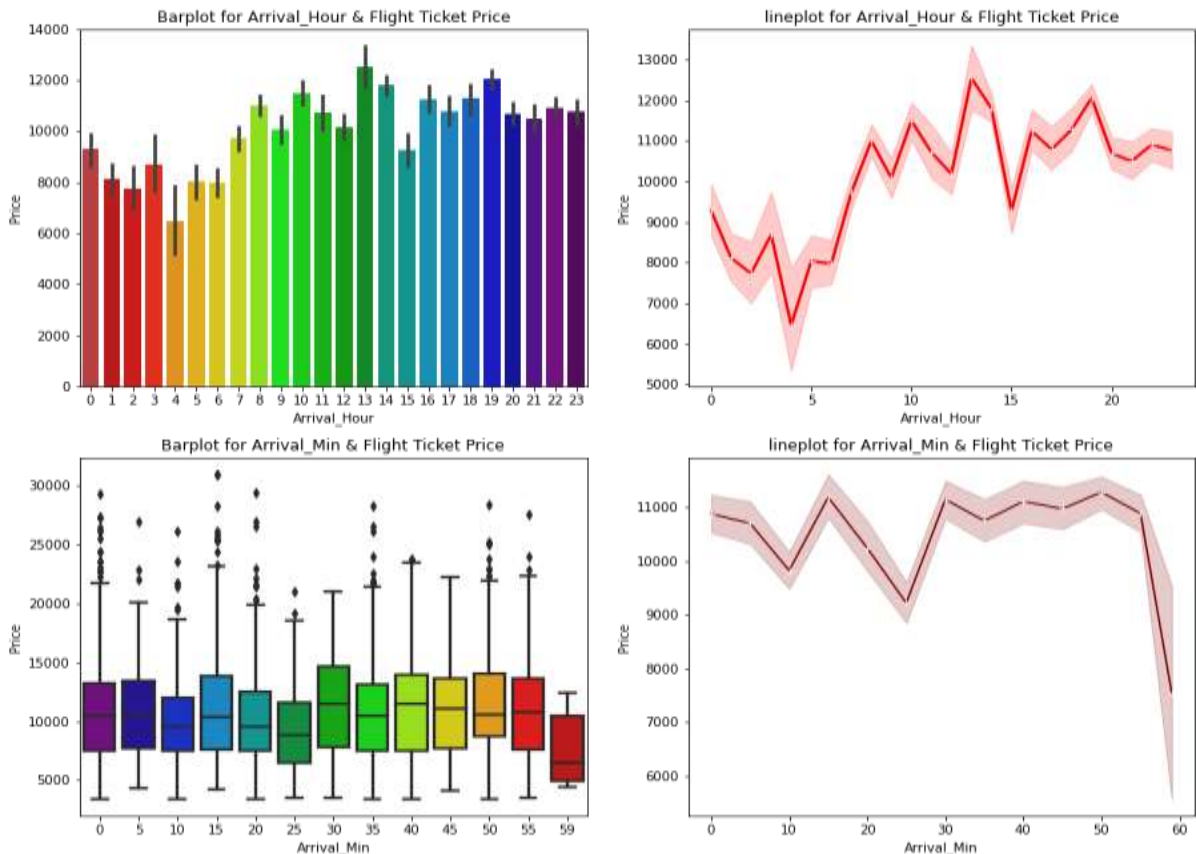 Barplot for Arrival_Hour & Flight Ticket Price
14000
12000
10000
8000
6000
4000
2000
0
Price
0 1 2 3 4 5 6 7 8 9 10 11 12 13 14 15 16 17 18 19 20 21 22 23
Arrival_Hour
lineplot for Arrival_Hour & Flight Ticket Price
13000
12000
11000
10000
9000
8000
7000
6000
5000
Price
0 5 10 15 20
Arrival_Hour
Barplot for Arrival_Min & Flight Ticket Price
30000
25000
20000
15000
10000
5000
Price
0 5 10 15 20 25 30 35 40 45 50 55 59
Arrival_Min
lineplot for Arrival_Min & Flight Ticket Price
11000
10000
9000
8000
7000
6000
Price
0 10 20 30 40 50 60
Arrival_Min